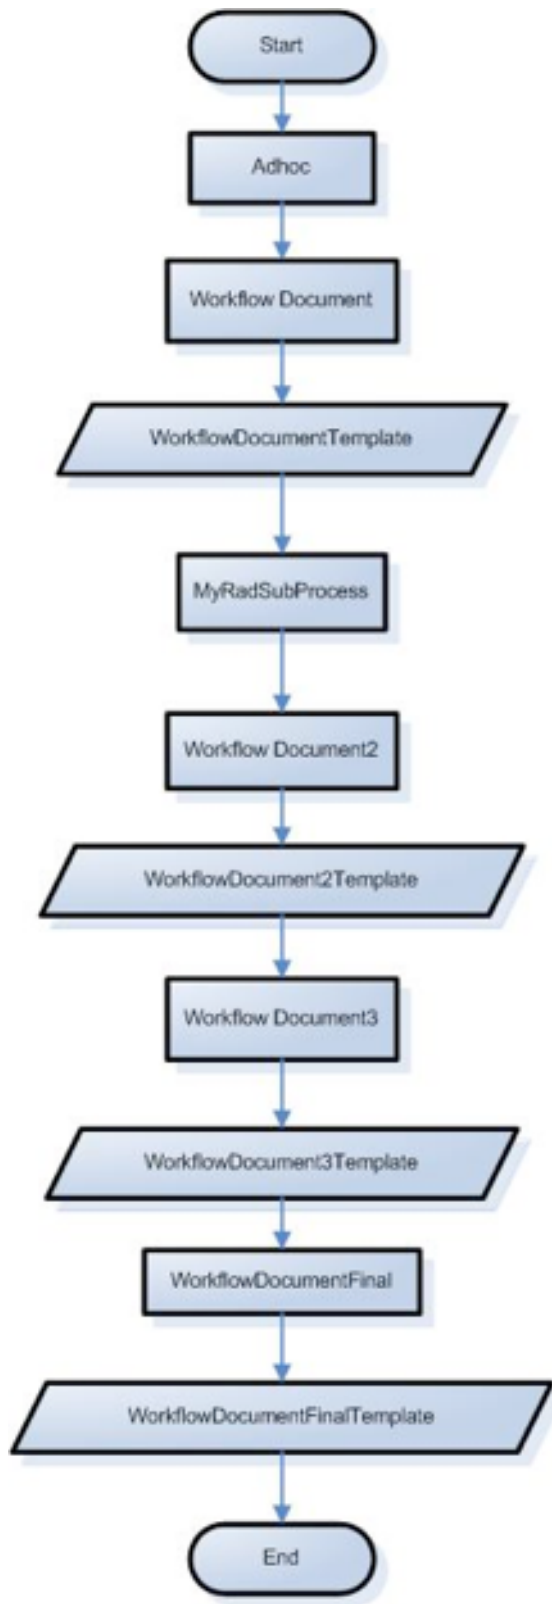 Start
Adhoc
Workflow Document
WorkflowDocumentTemplate
MyRadSubProcess
Workflow Document2
WorkflowDocument2Template
Workflow Document3
WorkflowDocument3Template
WorkflowDocumentFinal
WorkflowDocumentFinalTemplate
End